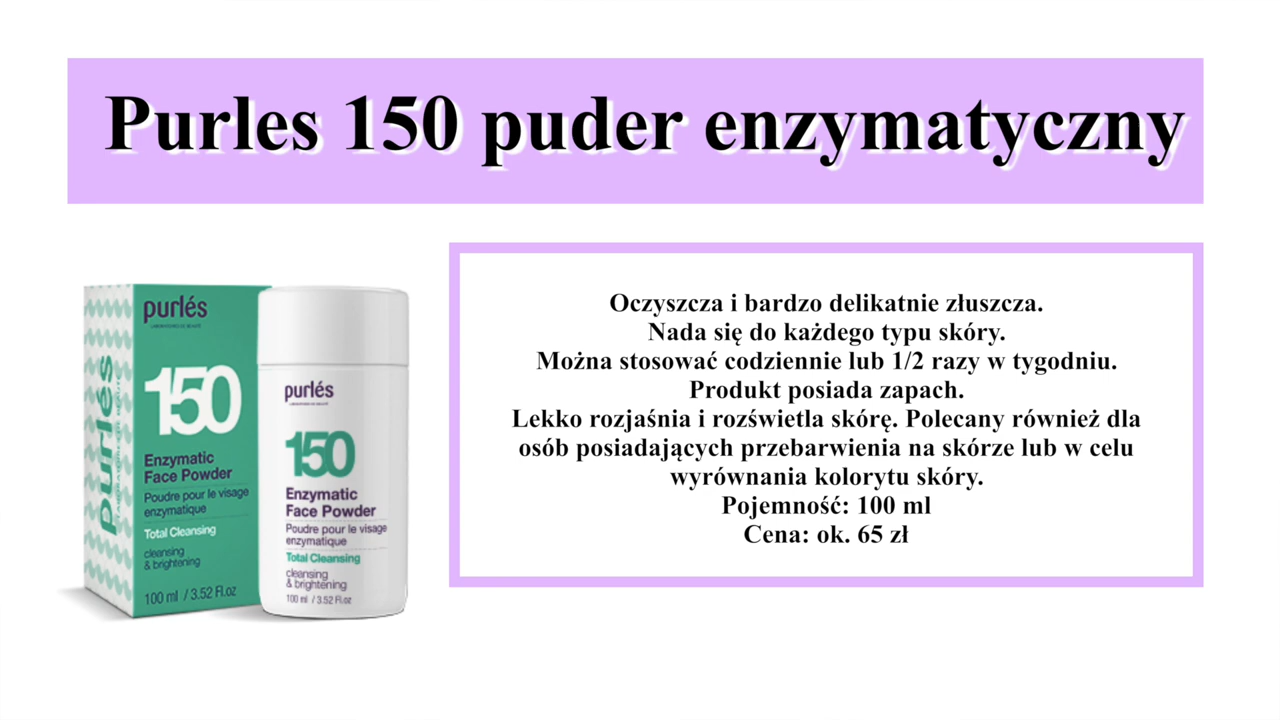 Purles 150 puder enzymatyczny
Oczyszcza i bardzo delikatnie złuszcza.
Nada się do każdego typu skóry.
Można stosować codziennie lub 1/2 razy w tygodniu.
Produkt posiada zapach.
Lekko rozjaśnia i rozświetla skórę. Polecany również dla
osób posiadających przebarwienia na skórze lub w celu
wyrównania kolorytu skóry.
Pojemność: 100 ml
Cena: ok. 65 zł
purlés
purlés
150
Enzymatic
Face Powder
Poudre pour le visage
enzymatique
Total Cleansing
cleansing
& brightening
100 ml / 3.52 Fl.oz
purlés
150
Enzymatic
Face Powder
Poudre pour le visage
enzymatique
Total Cleansing
cleansing
& brightening
100 ml / 3.52 Fl.oz